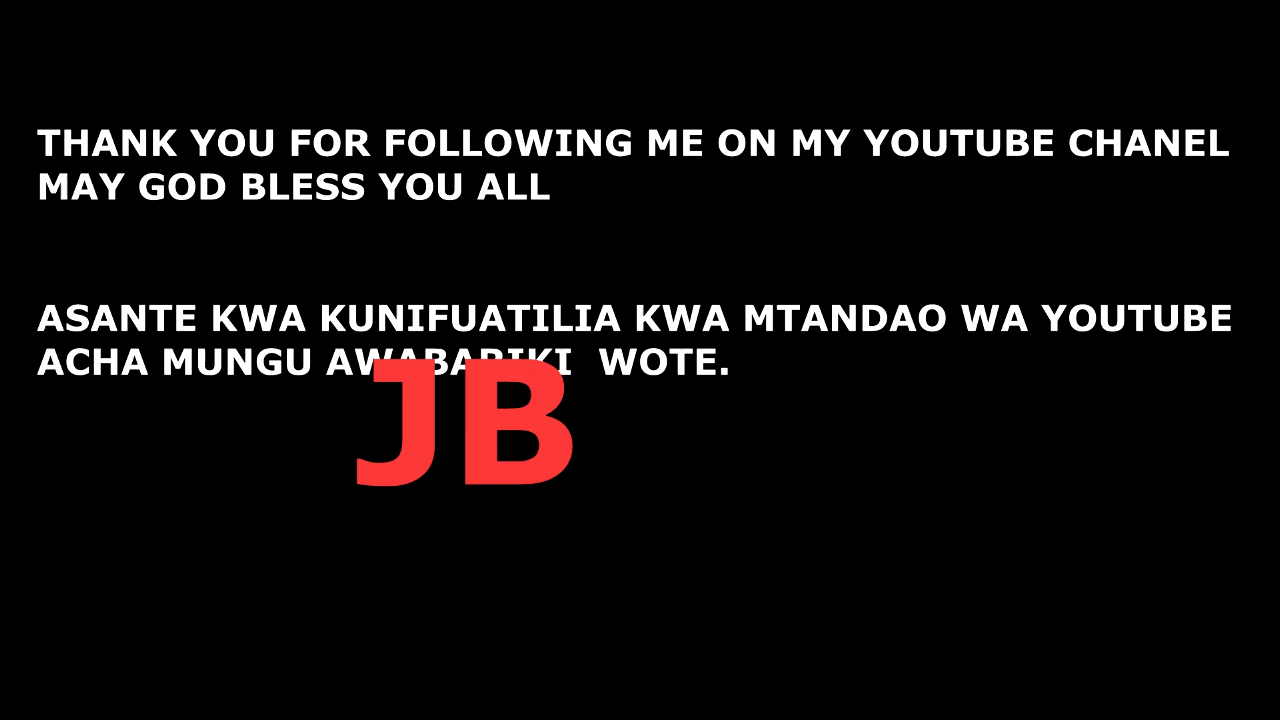 THANK YOU FOR FOLLOWING ME ON MY YOUTUBE CHANEL
MAY GOD BLESS YOU ALL
ASANTE KWA KUNIFUATILIA KWA MTANDAO WA YOUTUBE
ACHA MUNGU AWABARIKI WOTE.
JB